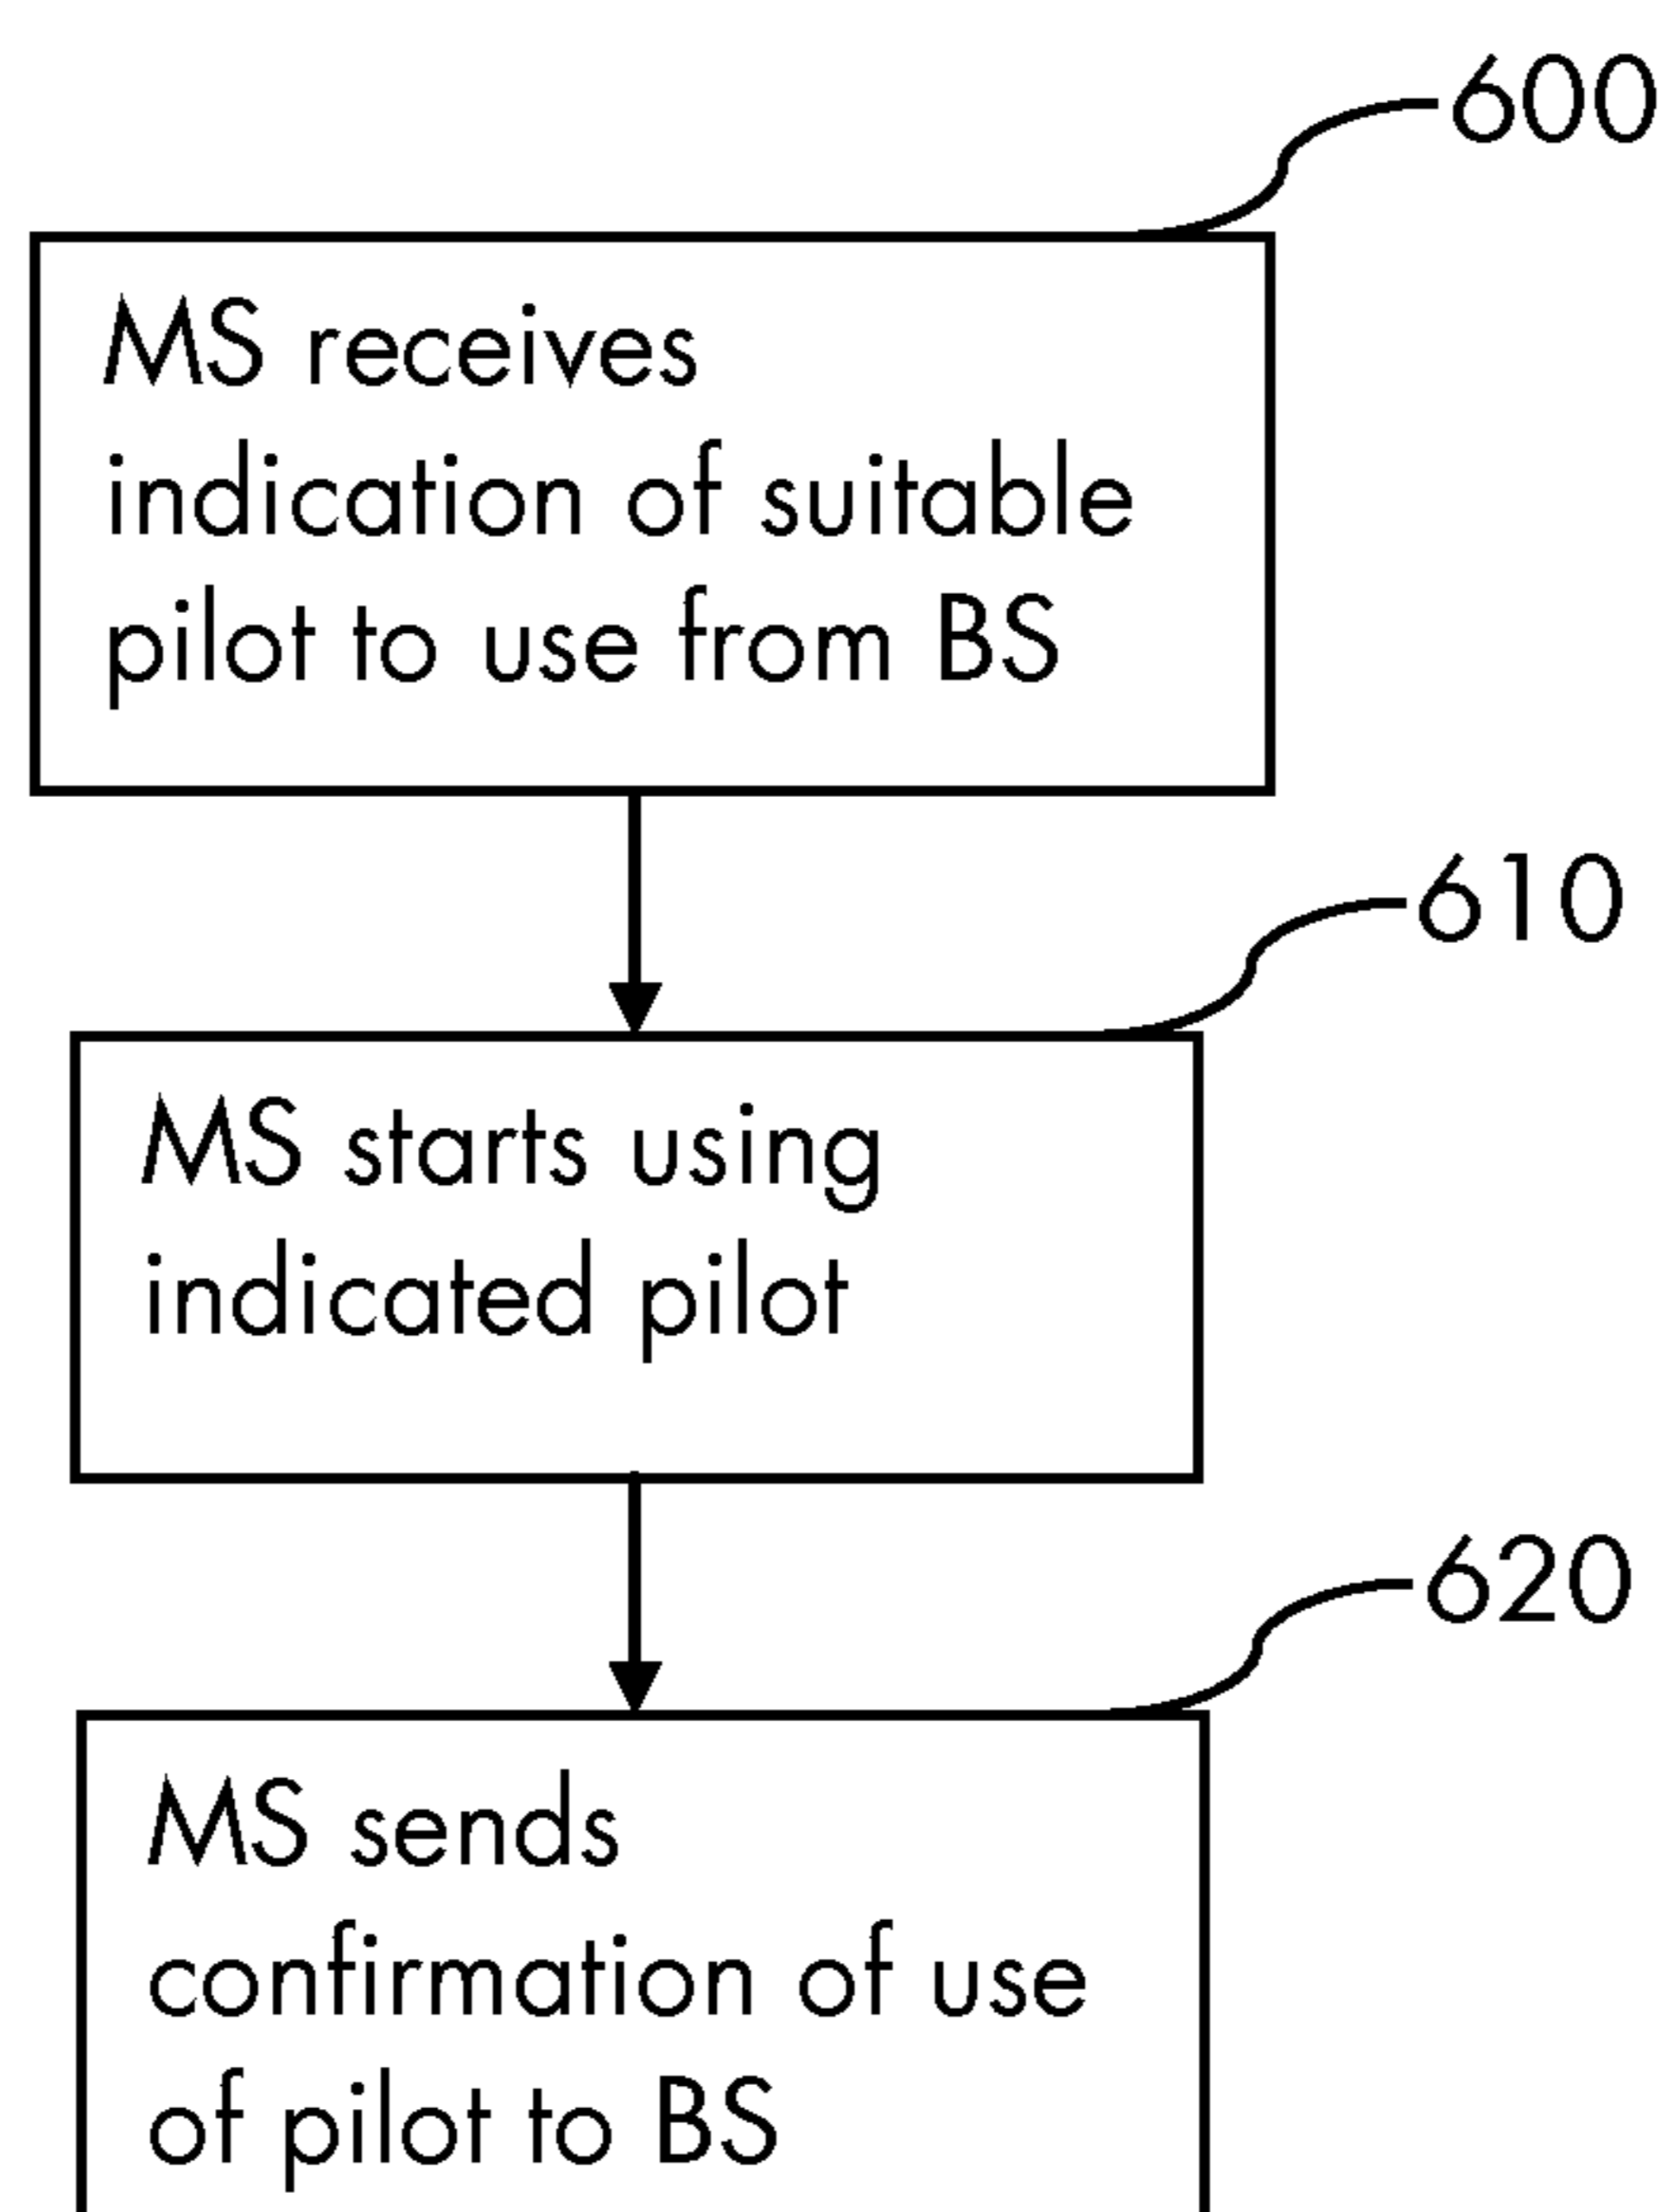 600
MS receives
indication of suitable
pilot to use from BS
610
MS starts using
indicated pilot
620
MS sends
confirmation of use
of pilot to BS